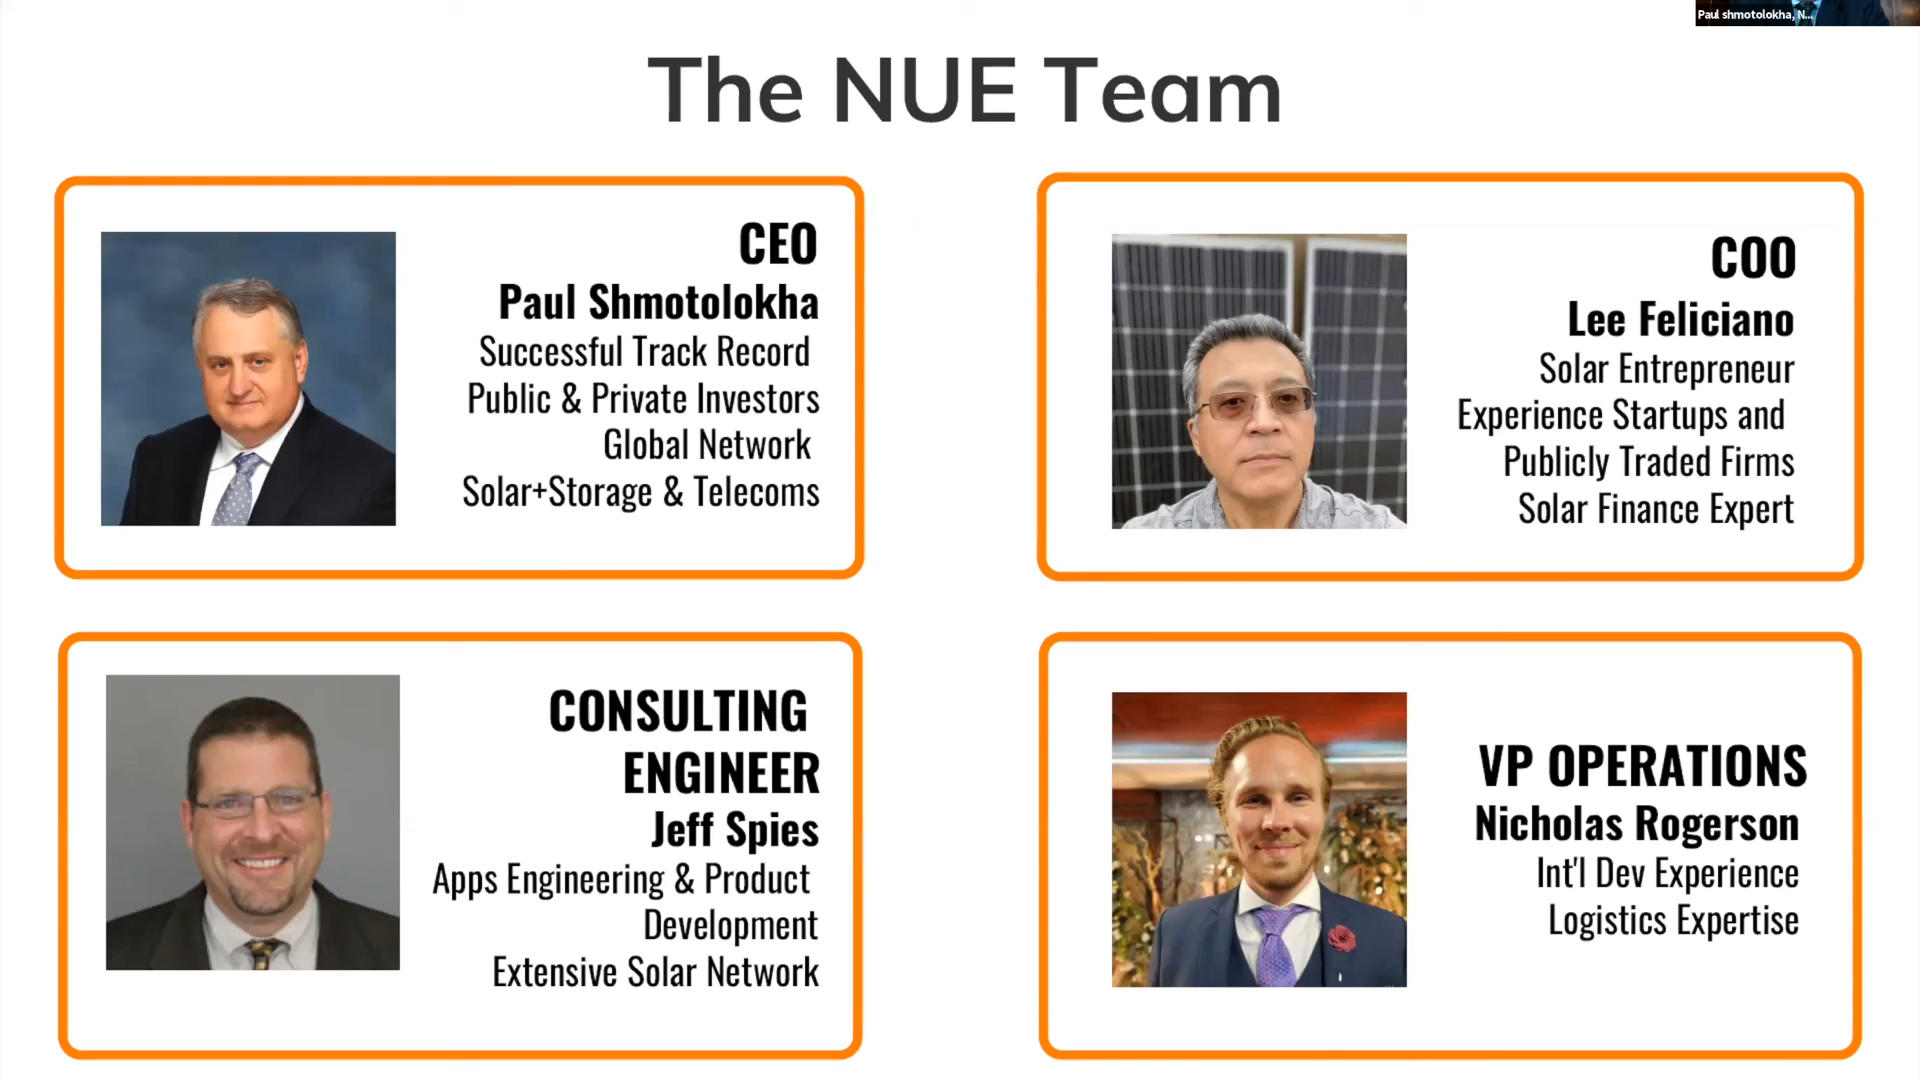 Paul shmotolokha, N...
The NUE Team
CEO
Paul Shmotolokha
Successful Track Record
Public & Private Investors
Global Network
Solar+Storage & Telecoms
COO
Lee Feliciano
Solar Entrepreneur
Experience Startups and
Publicly Traded Firms
Solar Finance Expert
CONSULTING
ENGINEER
Jeff Spies
Apps Engineering & Product
Development
Extensive Solar Network
VP OPERATIONS
Nicholas Rogerson
Int'l Dev Experience
Logistics Expertise